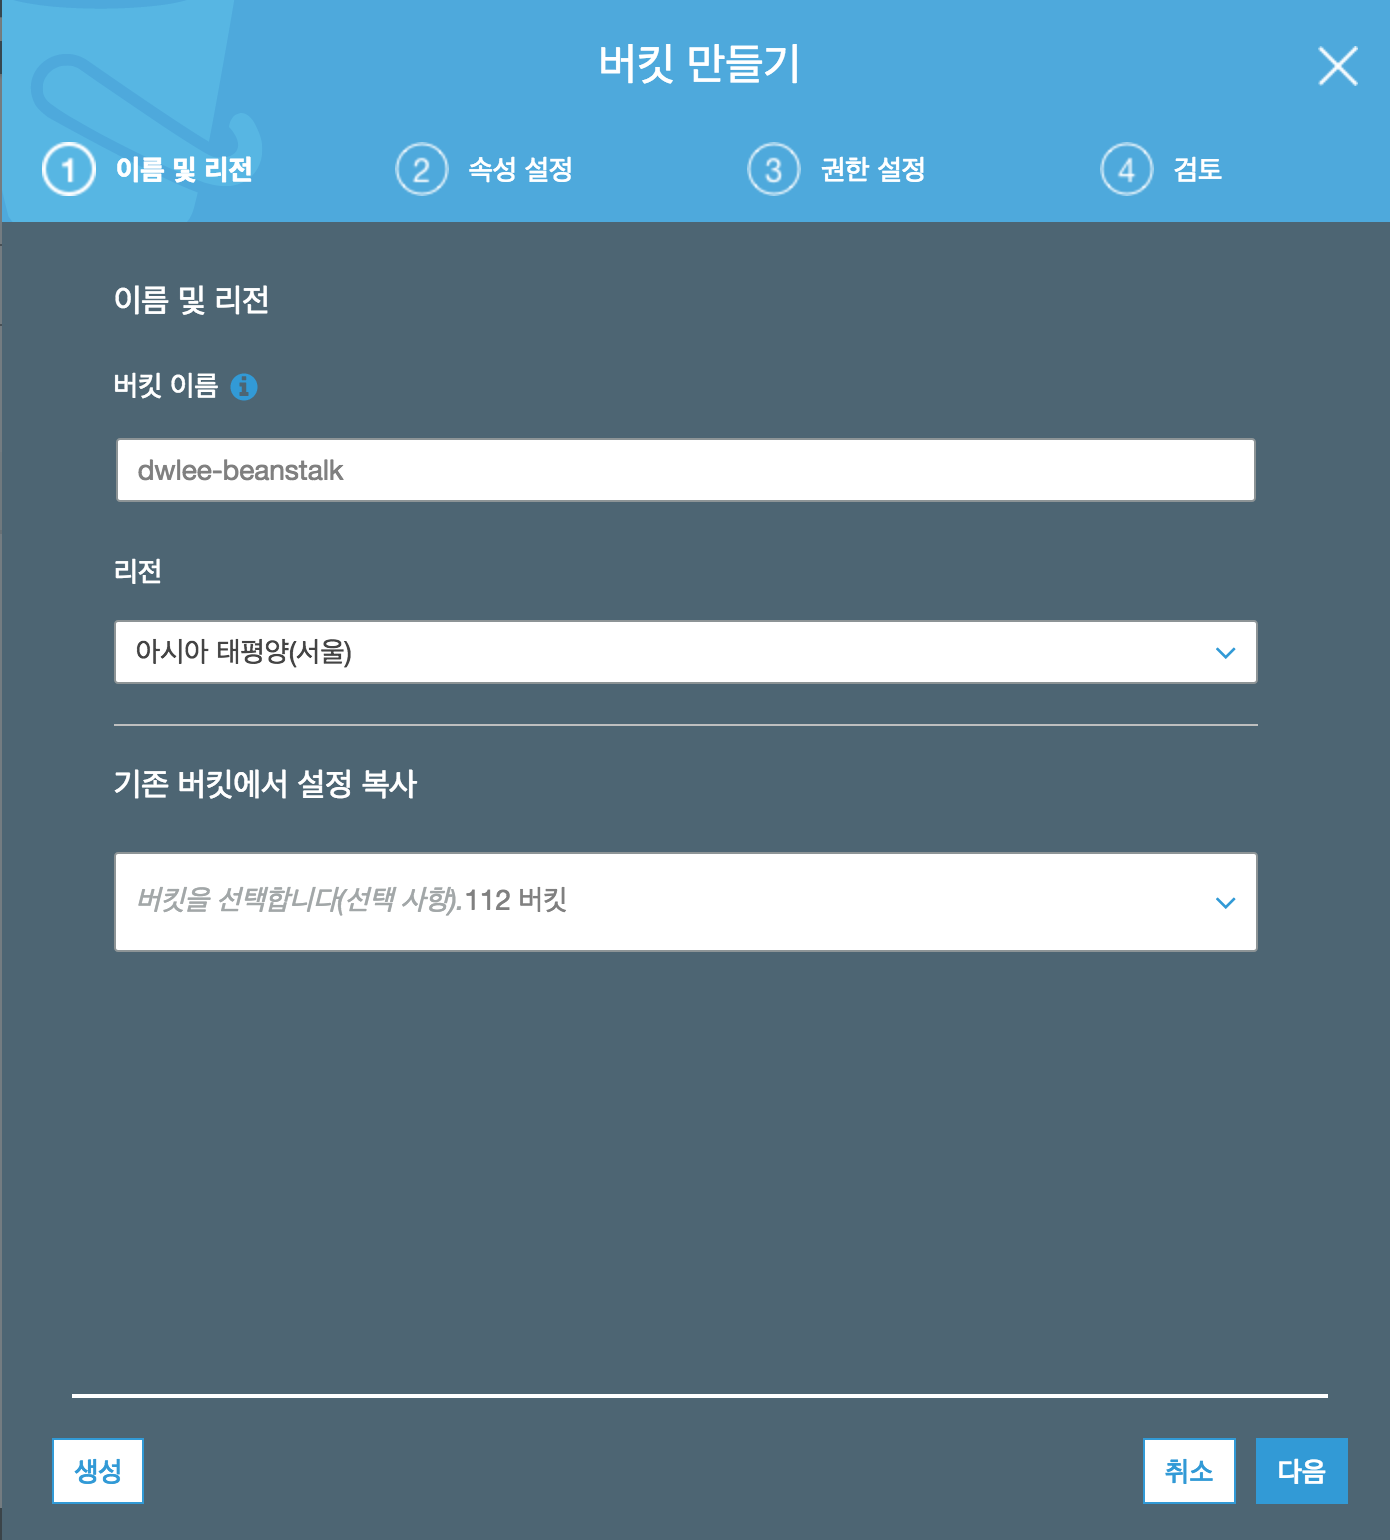 버킷 만들기
1 이름 및 리전 2 속성 설정 3 권한 설정 4 검토
이름 및 리전
버킷 이름
dwlee-beanstalk
리전
아시아 태평양(서울)
기존 버킷에서 설정 복사
버킷을 선택합니다(선택 사항).112 버킷
생성 취소 다음